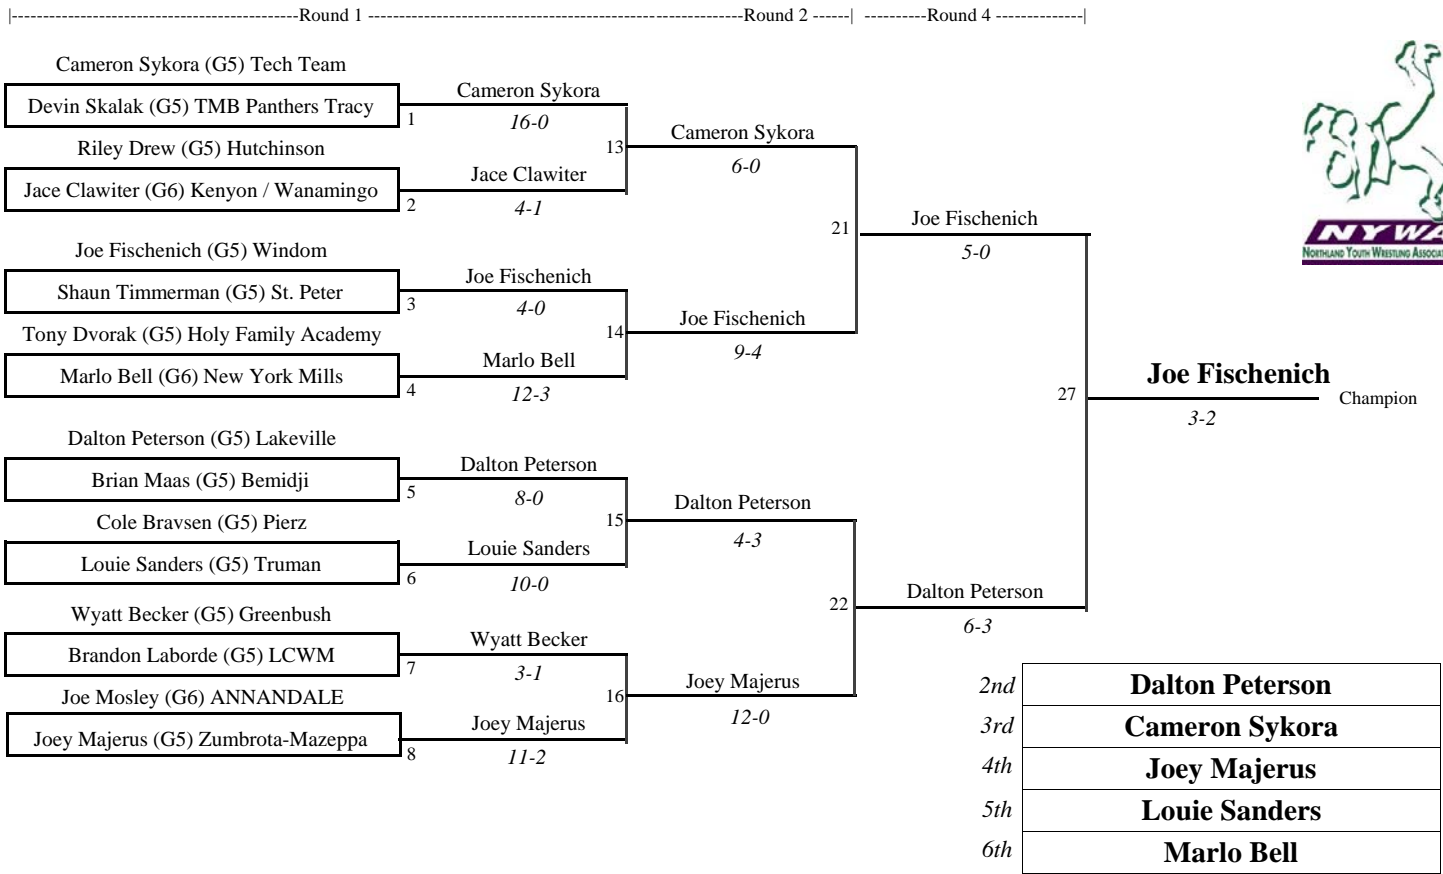 |----------------------------------------------Round 1 ------------------------------------------------------------Round 2 ------| ----------Round 4 --------------|
Cameron Sykora (G5) Tech Team
Devin Skalak (G5) TMB Panthers Tracy
1
Riley Drew (G5) Hutchinson
Jace Clawiter (G6) Kenyon / Wanamingo
2
Joe Fischenich (G5) Windom
Shaun Timmerman (G5) St. Peter
3
Tony Dvorak (G5) Holy Family Academy
Marlo Bell (G6) New York Mills
4
Dalton Peterson (G5) Lakeville
Brian Maas (G5) Bemidji
5
Cole Bravsen (G5) Pierz
Louie Sanders (G5) Truman
6
Wyatt Becker (G5) Greenbush
Brandon Laborde (G5) LCWM
7
Joe Mosley (G6) ANNANDALE
Joey Majerus (G5) Zumbrota-Mazeppa
8
Cameron Sykora
16-0
13
Jace Clawiter
4-1
Joe Fischenich
4-0
14
Marlo Bell
12-3
Dalton Peterson
8-0
15
Louie Sanders
10-0
Wyatt Becker
3-1
16
Joey Majerus
11-2
Cameron Sykora
6-0
21
Joe Fischenich
9-4
Dalton Peterson
4-3
22
Joey Majerus
12-0
Joe Fischenich
5-0
27
Dalton Peterson
6-3
Joe Fischenich
Champion
3-2
NYWA
NORTHLAND YOUTH WRESTLING
2nd Dalton Peterson
3rd Cameron Sykora
4th Joey Majerus
5th Louie Sanders
6th Marlo Bell